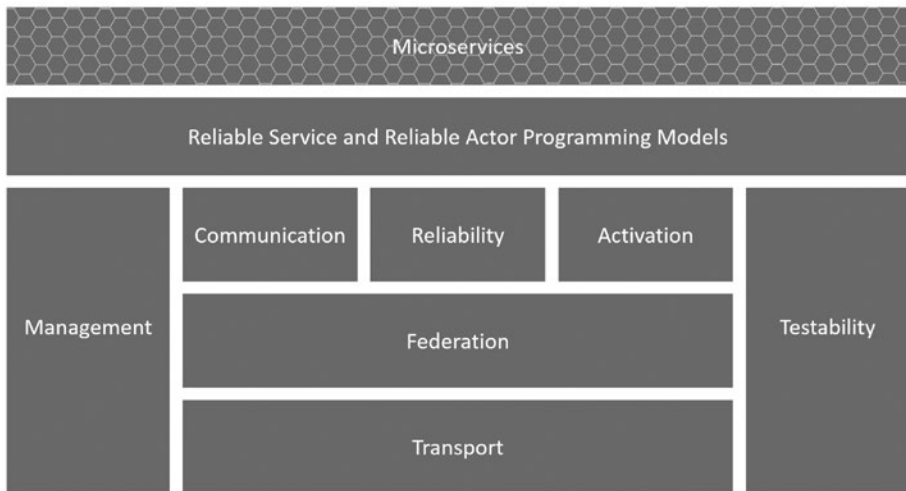 Microservices
Reliable Service and Reliable Actor Programming Models
Communication
Reliability
Activation
Management
Federation
Testability
Transport